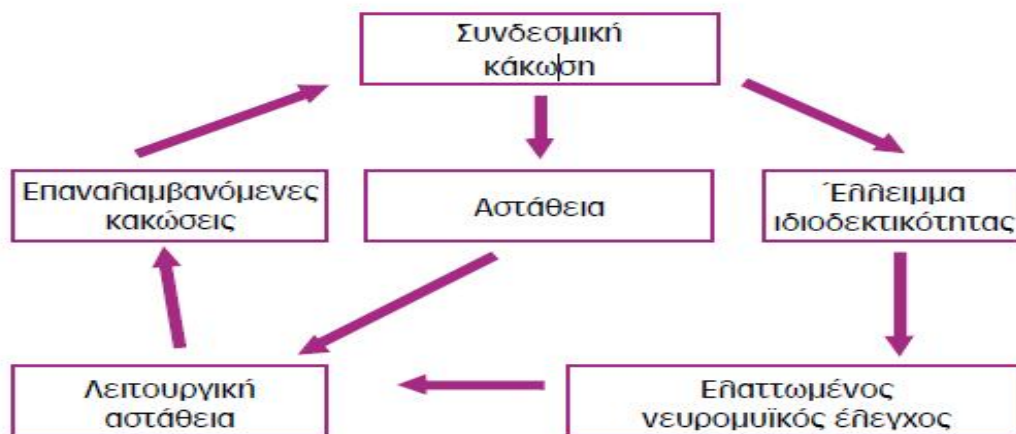 Συνδεσμική
κάκωση
Επαναλαμβανόμενες
κακώσεις
Αστάθεια
Έλλειμμα
ιδιοδεκτικότητας
Λειτουργική
αστάθεια
Ελαττωμένος
νευρομυϊκός έλεγχος